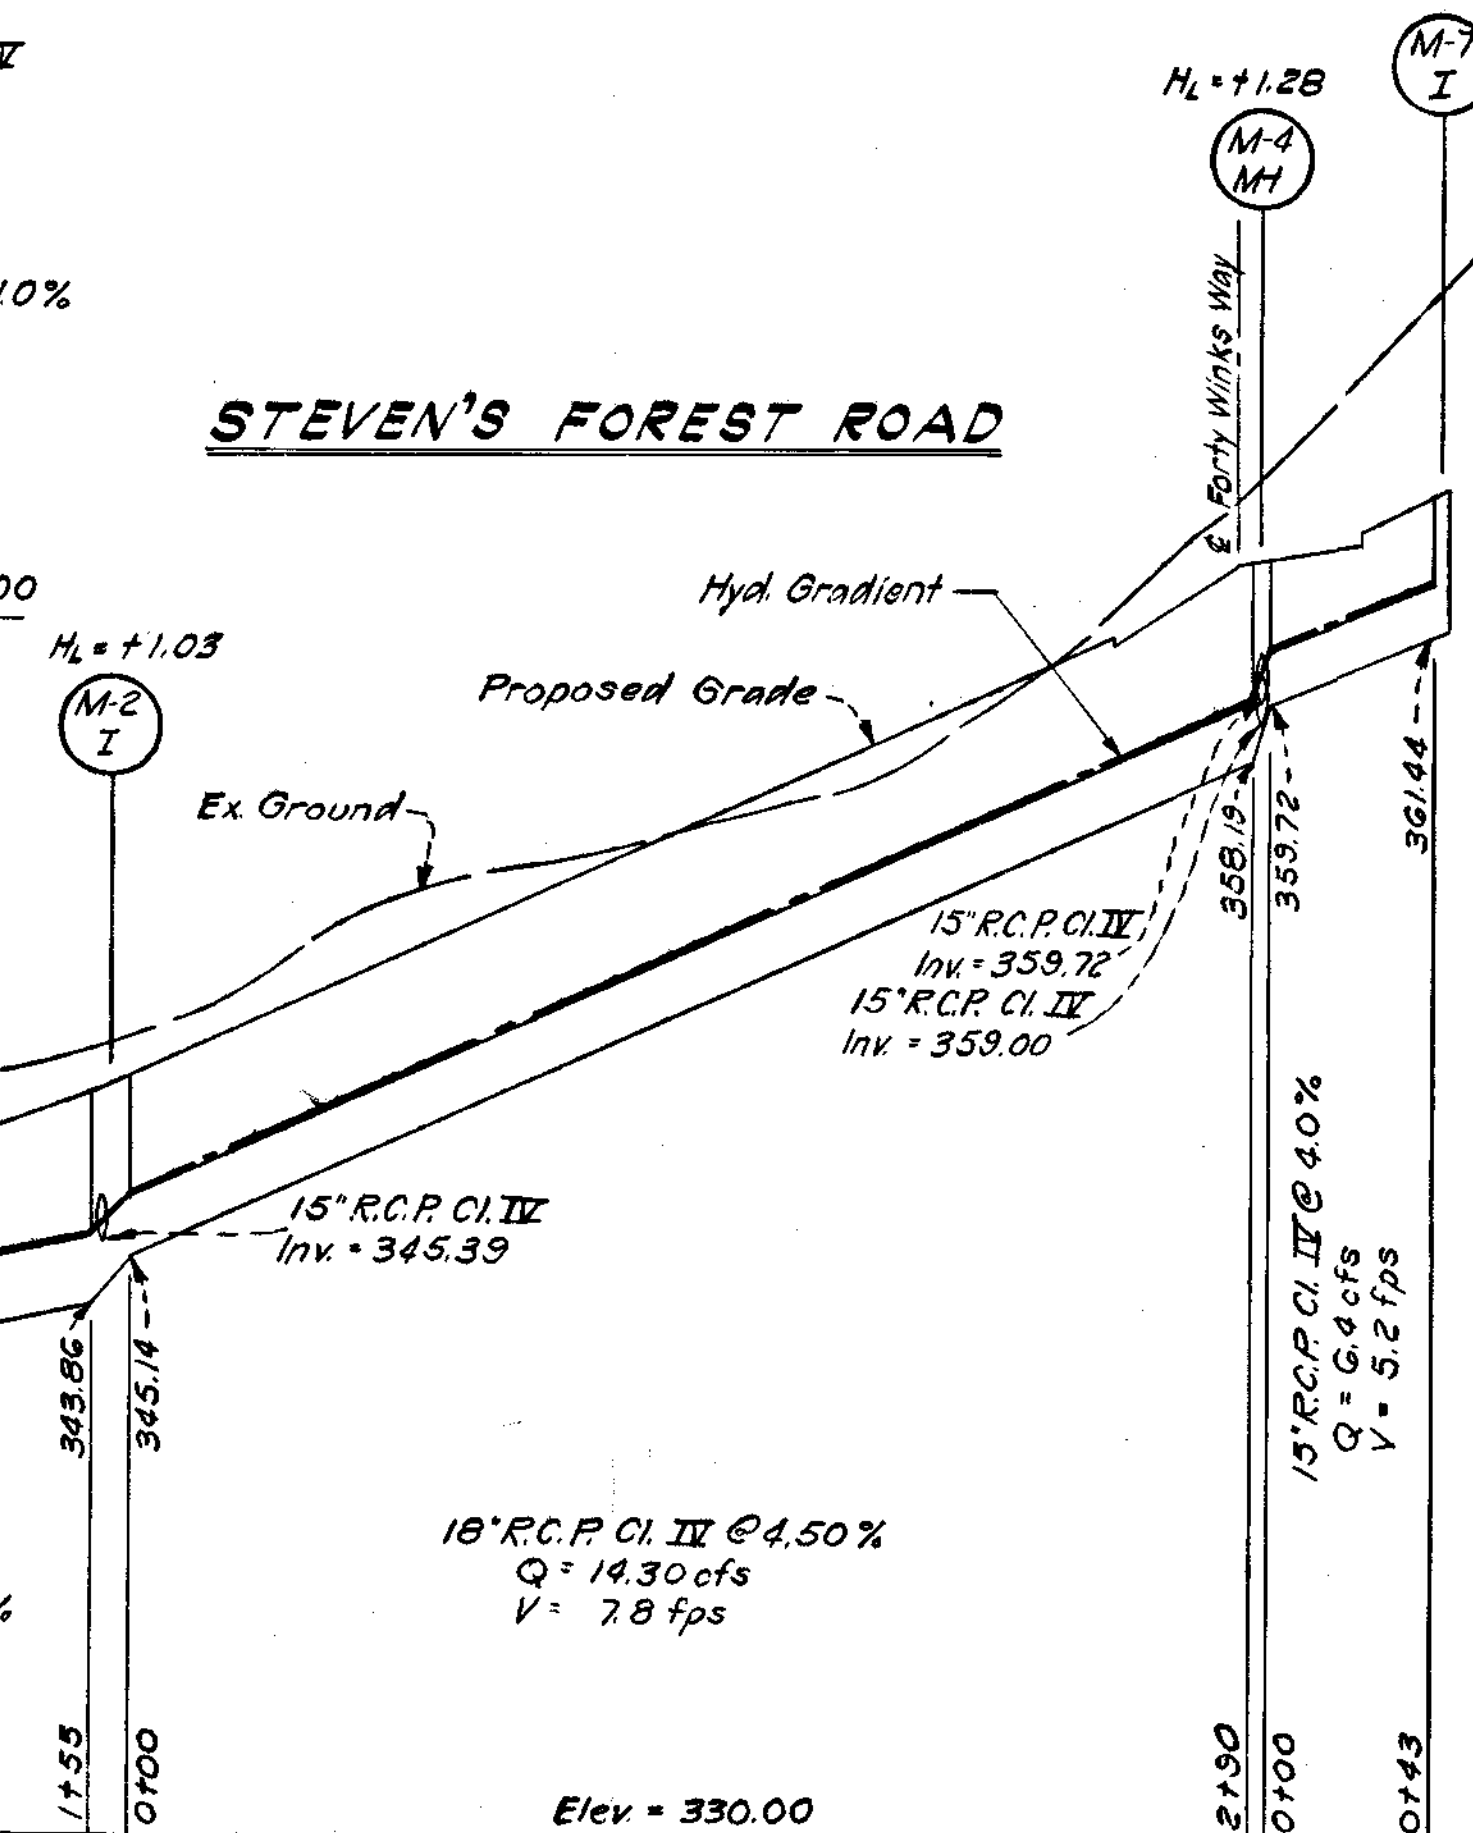 IV
H_L = +1.28
M-7
I
M-4
MH
1.0%
℄ Forty Winks Way
STEVEN'S FOREST ROAD
00
Hyd. Gradient
H_L = +1.03
M-2
I
Proposed Grade
Ex. Ground
358.19
359.72
361.44
15" R.C.P. Cl. IV
Inv. = 359.72
15" R.C.P. Cl. IV
Inv. = 359.00
15" R.C.P. Cl. IV
Inv. = 345.39
343.86
345.14
15" R.C.P. Cl. IV @ 4.0%
Q = 6.4 cfs
V = 5.2 fps
18" R.C.P. Cl. IV @ 4.50%
Q = 14.30 cfs
V = 7.8 fps
%
1+55
0+00
Elev. = 330.00
2+90
0+00
0+43